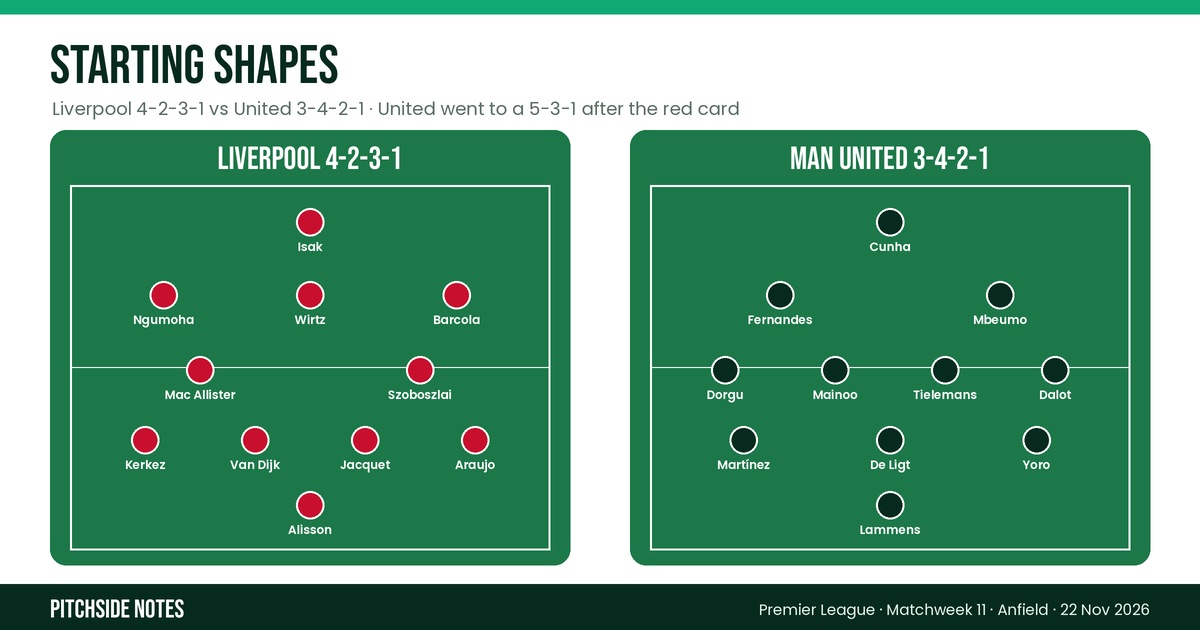 STARTING SHAPES
Liverpool 4-2-3-1 vs United 3-4-2-1 · United went to a 5-3-1 after the red card
LIVERPOOL 4-2-3-1
Isak
Ngumoha Wirtz Barcola
Mac Allister Szoboszlai
Kerkez Van Dijk Jacquet Araujo
Alisson
MAN UNITED 3-4-2-1
Cunha
Fernandes Mbeumo
Dorgu Mainoo Tielemans Dalot
Martínez De Ligt Yoro
Lammens
PITCHSIDE NOTES
Premier League · Matchweek 11 · Anfield · 22 Nov 2026